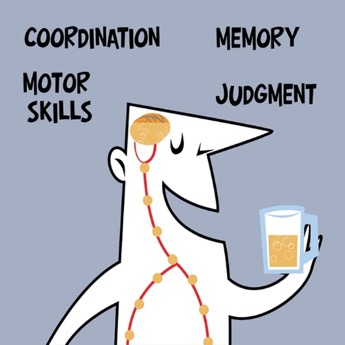 COORDINATION
MEMORY
MOTOR
SKILLS
JUDGMENT